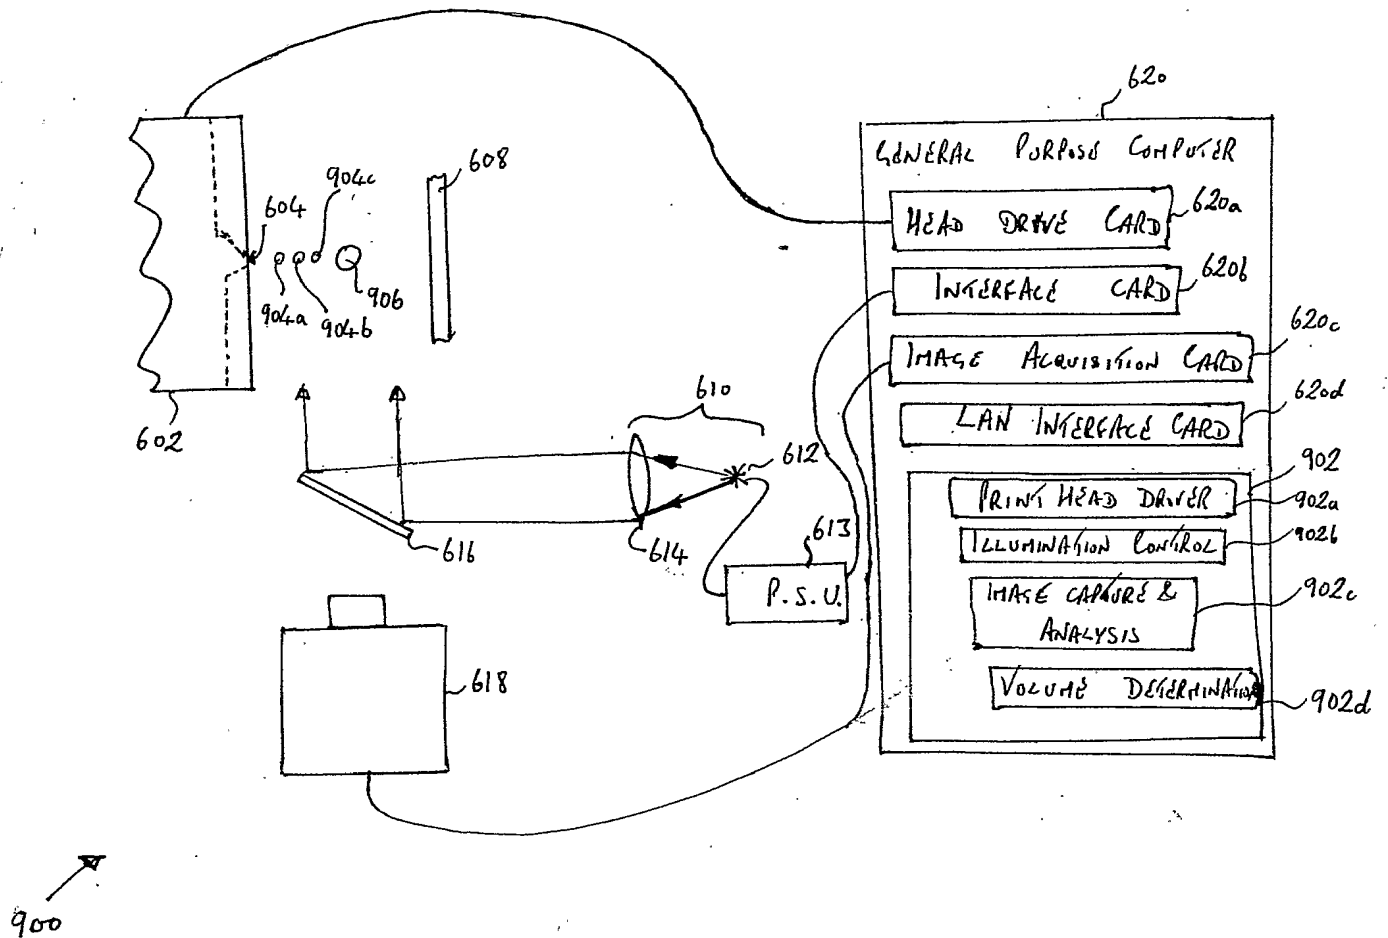 620
GENERAL PURPOSE COMPUTER
608
904c
604
620a
HEAD DRIVE CARD
620b
INTERFACE CARD
906
904a
904b
620c
IMAGE ACQUISITION CARD
620d
LAN INTERFACE CARD
602
610
612
902
PRINT HEAD DRIVER
902a
613
616
614
ILLUMINATION CONTROL
902b
P.S.U.
IMAGE CAPTURE &
ANALYSIS
902c
618
VOLUME DETERMINATION
902d
900